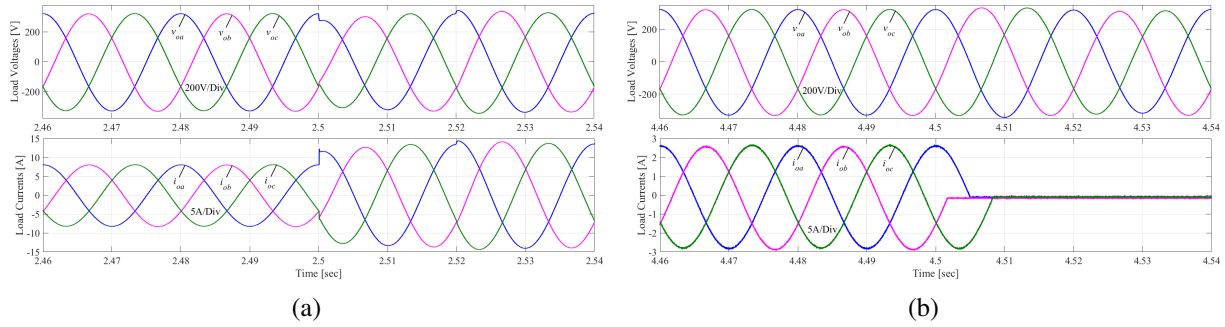 Load Voltages [V]
200
0
-200
v_oa v_ob v_oc
200V/Div
2.46 2.47 2.48 2.49 2.5 2.51 2.52 2.53 2.54
Load Currents [A]
15
10
5
0
-5
-10
-15
i_oa i_ob i_oc
5A/Div
2.46 2.47 2.48 2.49 2.5 2.51 2.52 2.53 2.54
Time [sec]
(a)
Load Voltages [V]
200
0
-200
v_oa v_ob v_oc
200V/Div
4.46 4.47 4.48 4.49 4.5 4.51 4.52 4.53 4.54
Load Currents [A]
3
2
1
0
-1
-2
-3
i_oa i_ob i_oc
5A/Div
4.46 4.47 4.48 4.49 4.5 4.51 4.52 4.53 4.54
Time [sec]
(b)